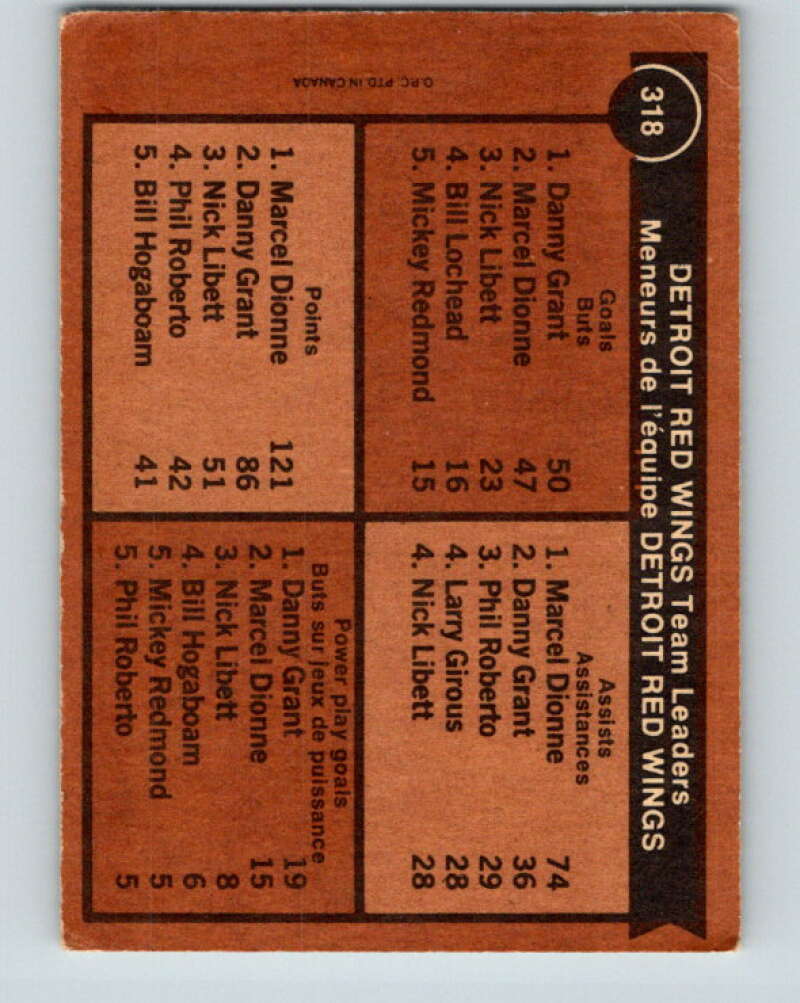 318
DETROIT RED WINGS Team Leaders
Meneurs de l'équipe DETROIT RED WINGS
Goals
Buts
1. Danny Grant 50
2. Marcel Dionne 47
3. Nick Libett 23
4. Bill Lochead 16
5. Mickey Redmond 15
Assists
Assistances
1. Marcel Dionne 74
2. Danny Grant 36
3. Phil Roberto 29
4. Larry Girous 28
4. Nick Libett 28
Points
1. Marcel Dionne 121
2. Danny Grant 86
3. Nick Libett 51
4. Phil Roberto 42
5. Bill Hogaboam 41
Power play goals
Buts sur jeux de puissance
1. Danny Grant 19
2. Marcel Dionne 15
3. Nick Libett 8
4. Bill Hogaboam 6
5. Mickey Redmond 5
5. Phil Roberto 5
O.P.C. PTD. IN CANADA